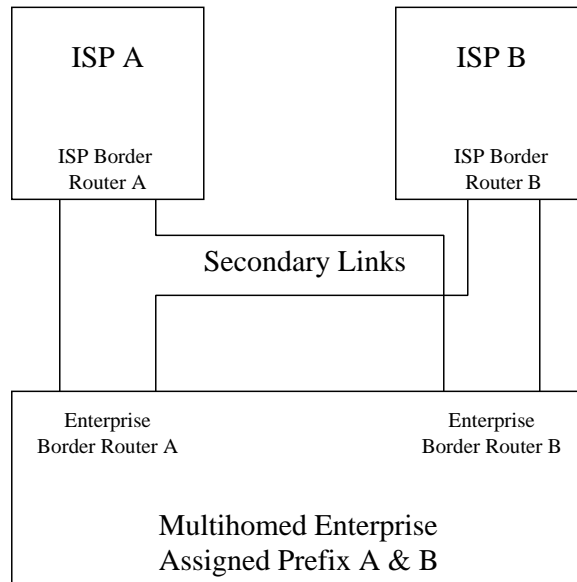 ISP A
ISP B
ISP Border
Router A
ISP Border
Router B
Secondary Links
Enterprise
Border Router A
Enterprise
Border Router B
Multihomed Enterprise
Assigned Prefix A & B